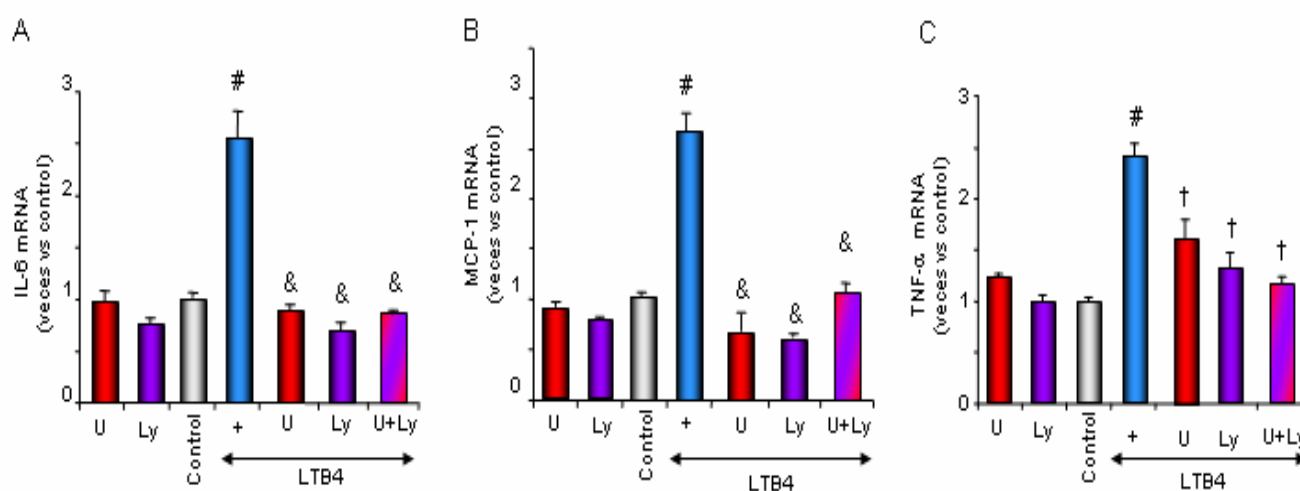 A
IL-6 mRNA
(veces vs control)
3
2
1
0
#
&
&
&
U
Ly
Control
+
U
Ly
U+Ly
LTB4
B
MCP-1 mRNA
(veces vs control)
3
2
1
0
#
&
&
&
U
Ly
Control
+
U
Ly
U+Ly
LTB4
C
TNF-α mRNA
(veces vs control)
3
2
1
0
#
†
†
†
U
Ly
Control
+
U
Ly
U+Ly
LTB4